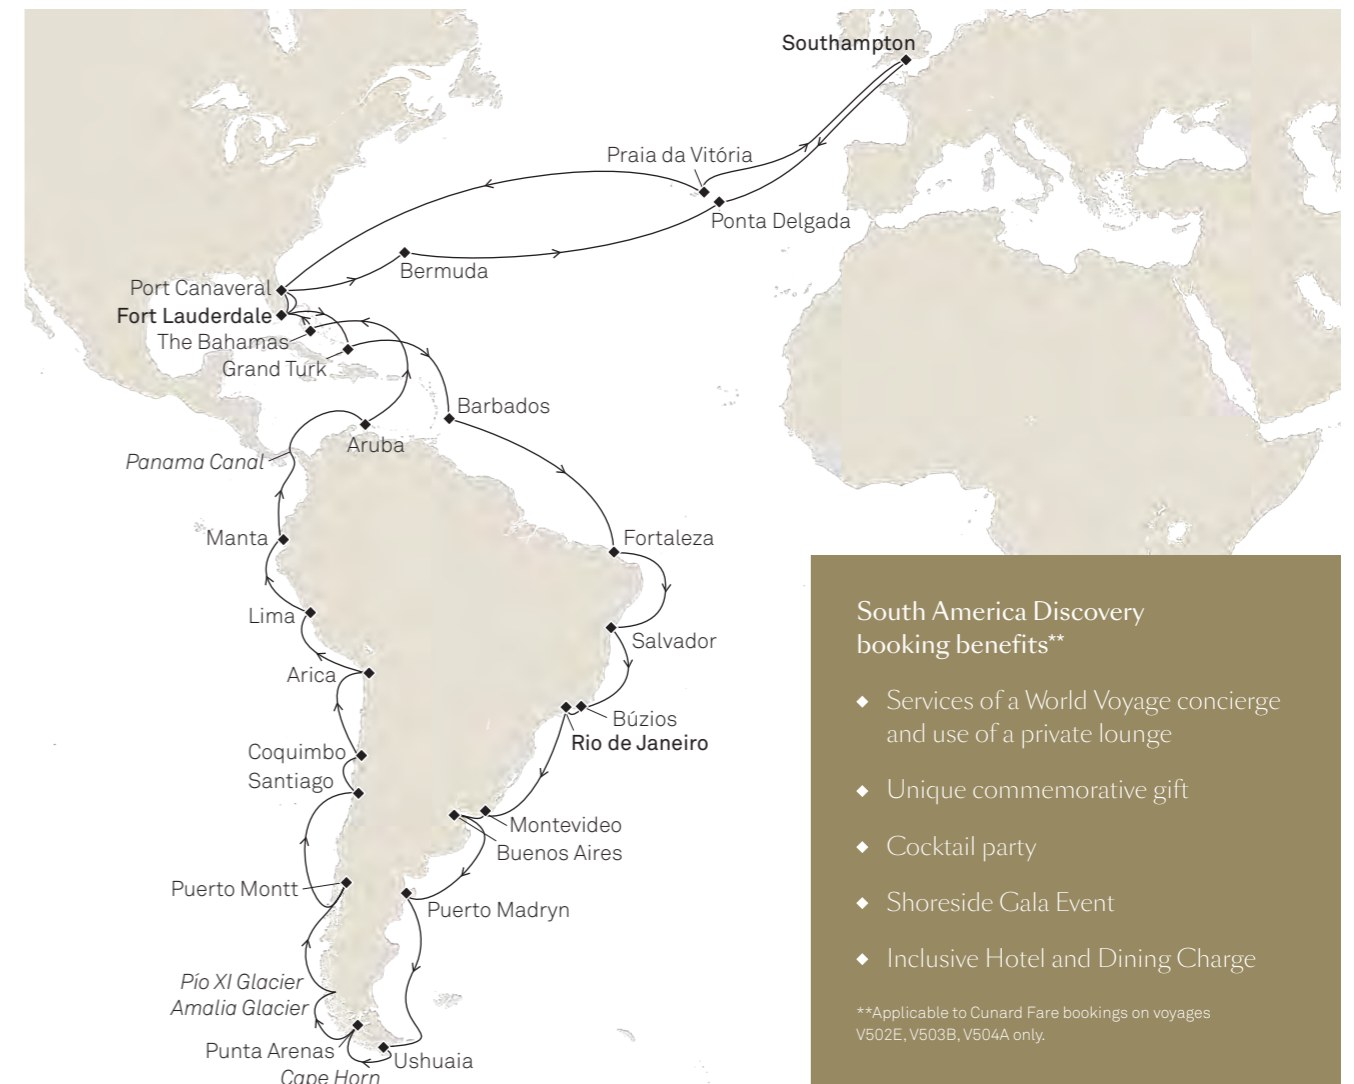 Southampton
Praia da Vitória
Ponta Delgada
Bermuda
Port Canaveral
Fort Lauderdale
The Bahamas
Grand Turk
Barbados
Aruba
Panama Canal
Manta
Fortaleza
Lima
Salvador
Arica
Búzios
Rio de Janeiro
Coquimbo
Santiago
Montevideo
Buenos Aires
Puerto Montt
Puerto Madryn
Pío XI Glacier
Amalia Glacier
Punta Arenas
Ushuaia
Cape Horn
South America Discovery
booking benefits**
Services of a World Voyage concierge
and use of a private lounge
Unique commemorative gift
Cocktail party
Shoreside Gala Event
Inclusive Hotel and Dining Charge
**Applicable to Cunard Fare bookings on voyages
V502E, V503B, V504A only.